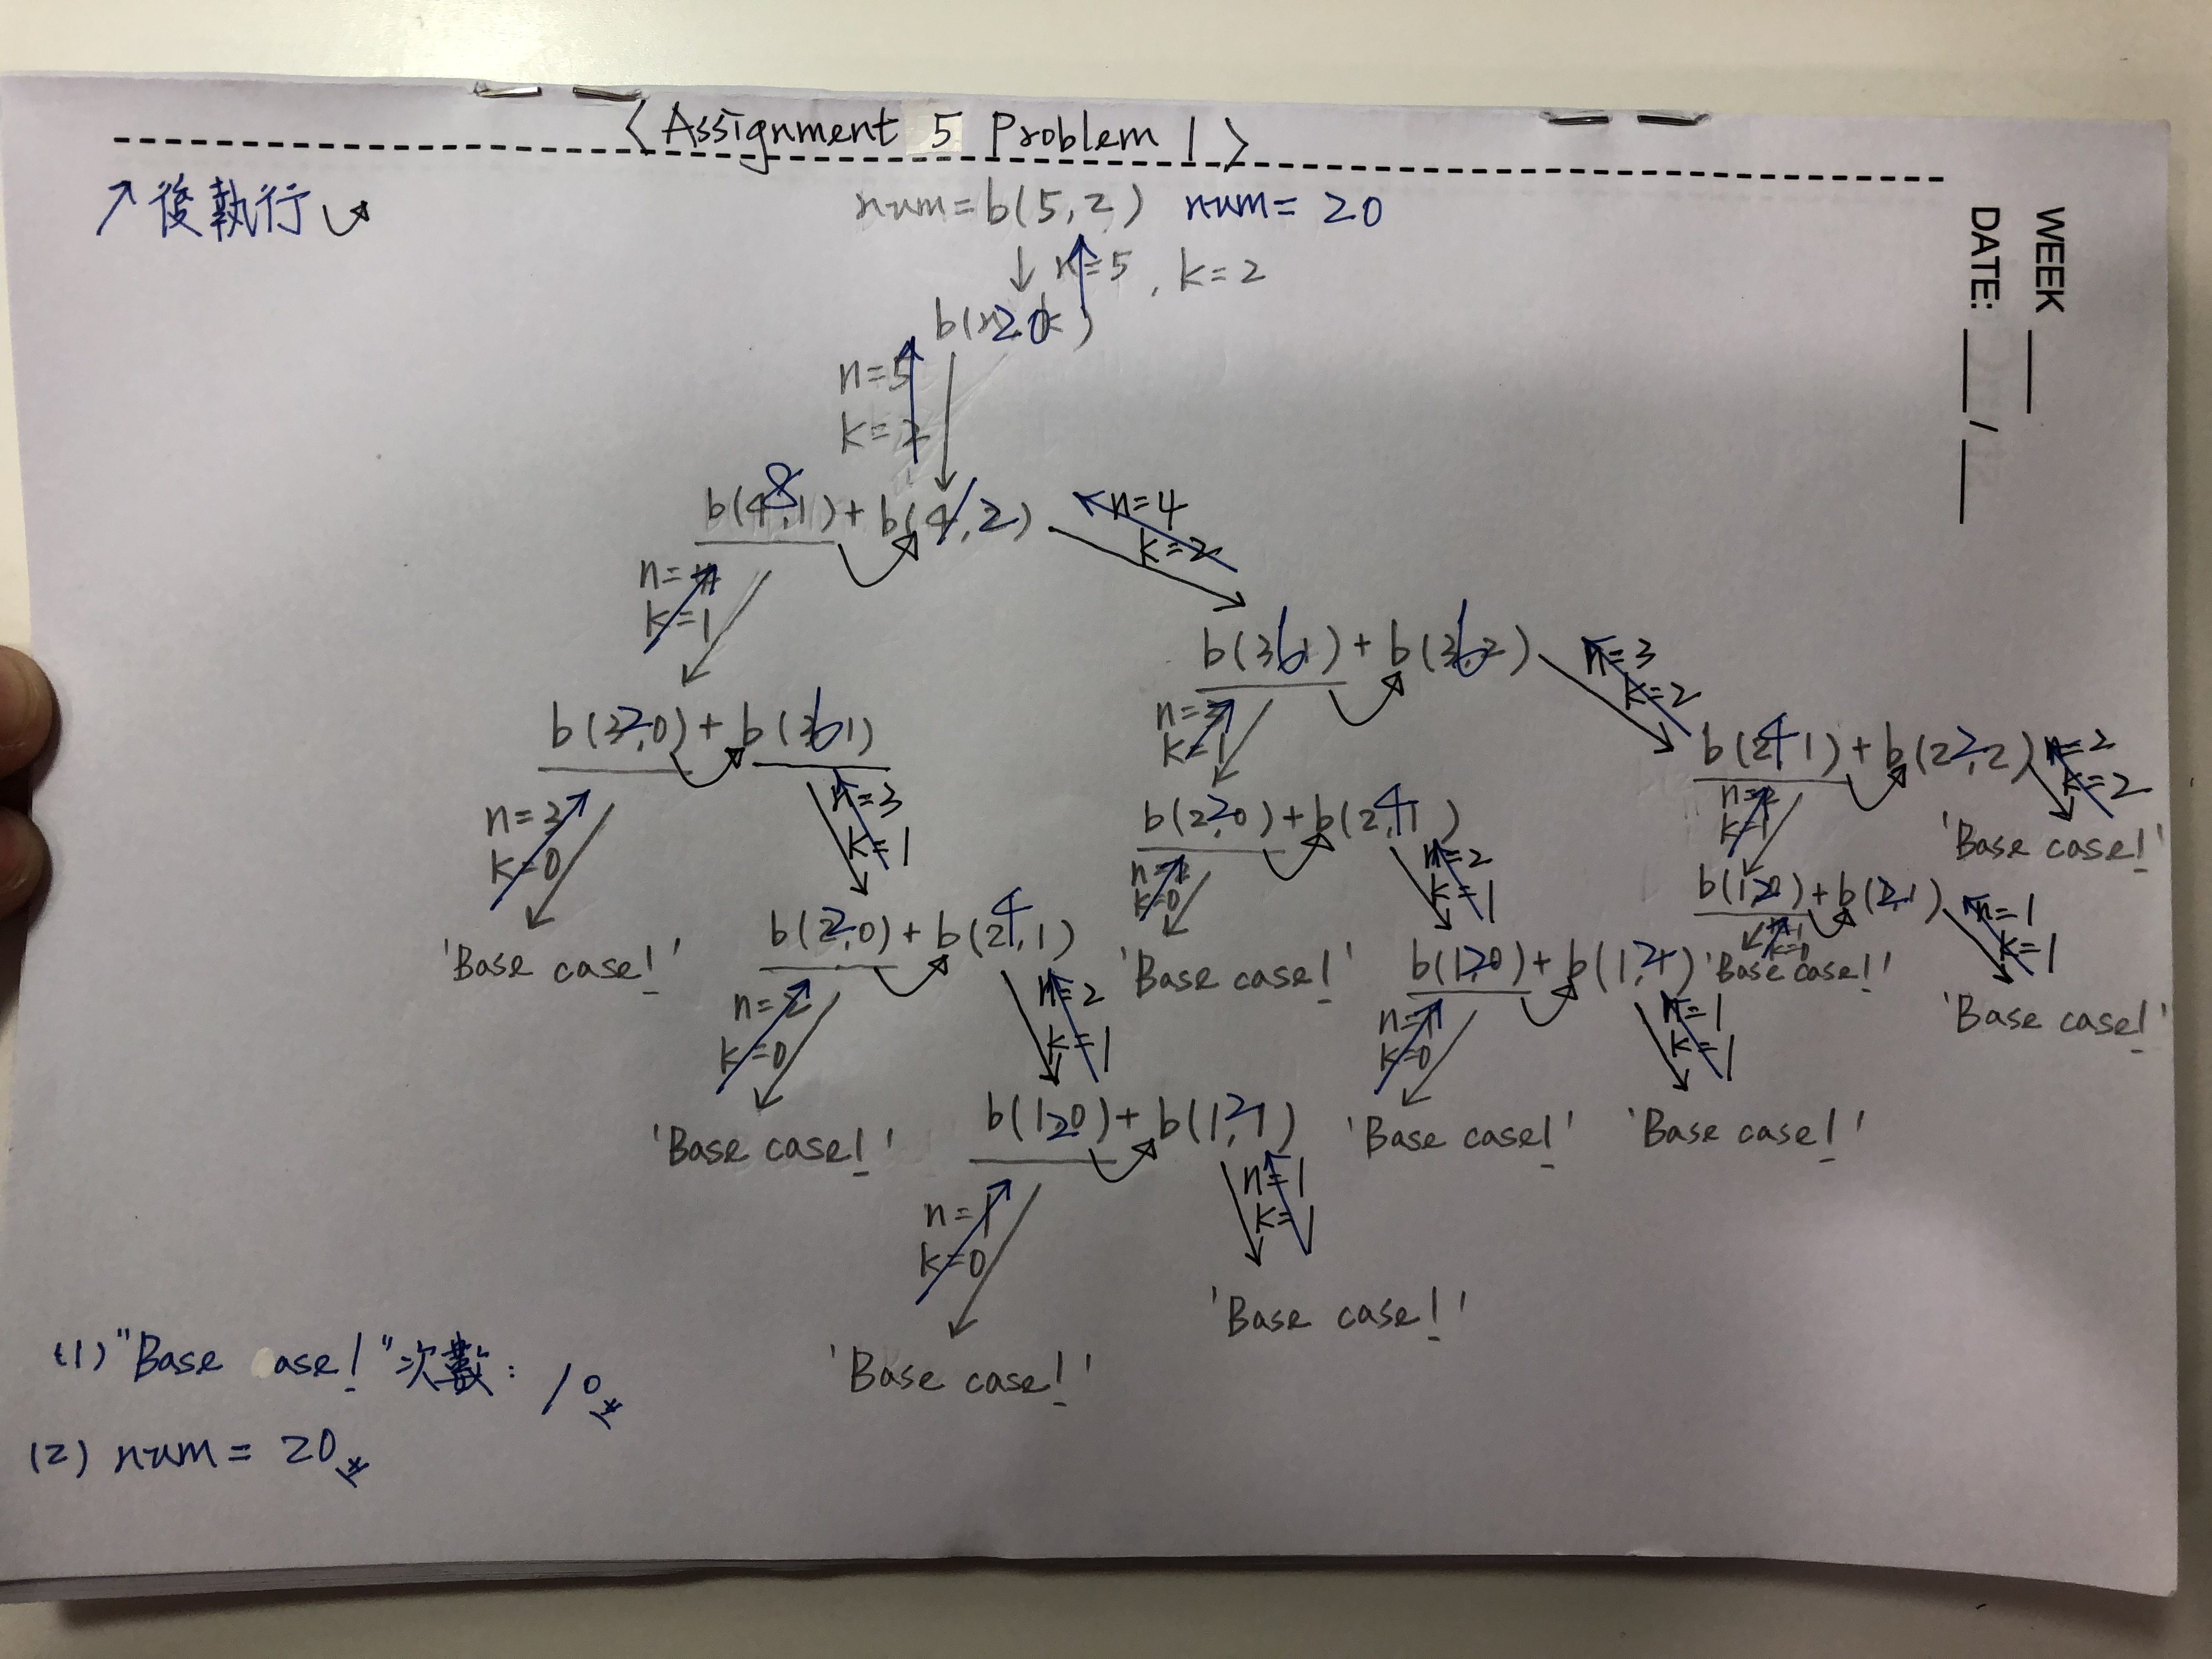 〈 Assignment 5 Problem 1 〉
↗後執行
WEEK
DATE: /
num=b(5,2) num= 20
n=5, k=2
b(n,k) 20
n=5
k=2
b(4,1)+b(4,2) 8
n=4
k=2
n=4
k=1
b(3,1)+b(3,2) 6 6
n=3
k=2
b(3,0)+b(3,1) 2 6
n=3
k=1
b(2,1)+b(2,2) 4 2
n=2
k=2
n=3
k=0
n=3
k=1
b(2,0)+b(2,1) 2 4
n=2
k=1
'Base case!'
n=2
k=0
n=2
k=1
b(1,0)+b( ,1) 2 2
n=1
k=1
'Base case!'
b(2,0)+b(2,1) 2 4
'Base case!'
b(1,0)+b(1,1) 2 2
k=0
'Base case!'
'Base case!'
n=2
k=0
n=2
k=1
n=1
k=0
n=1
k=1
'Base case!'
b(1,0)+b(1,1) 2 2
'Base case!'
'Base case!'
n=1
k=0
n=1
k=1
'Base case!'
'Base case!'
(1) "Base ase!"次數: 10
(2) num= 20